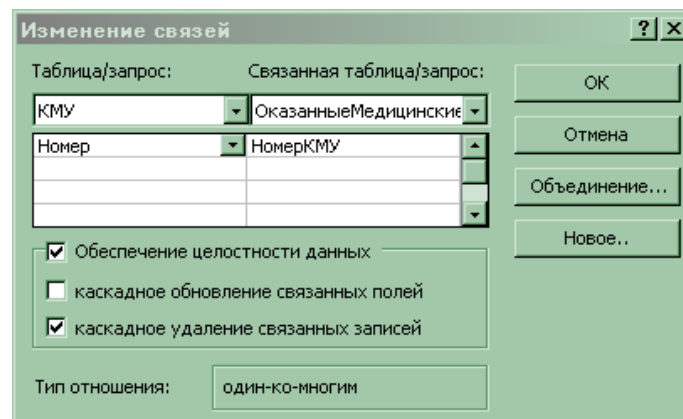 Изменение связей
Таблица/запрос: Связанная таблица/запрос:
КМУ ОказанныеМедицинские
Номер НомерКМУ
Обеспечение целостности данных
каскадное обновление связанных полей
каскадное удаление связанных записей
Тип отношения: один-ко-многим
ОК
Отмена
Объединение...
Новое..